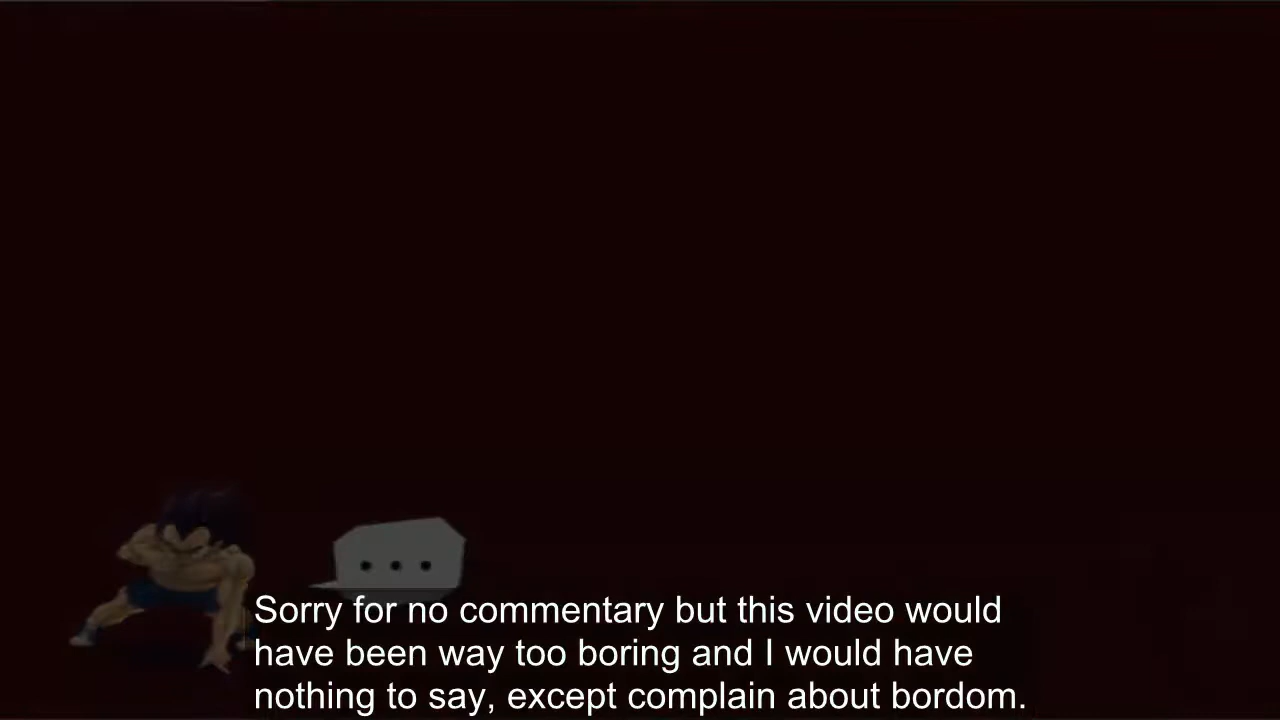 ...
Sorry for no commentary but this video would
have been way too boring and I would have
nothing to say, except complain about bordom.